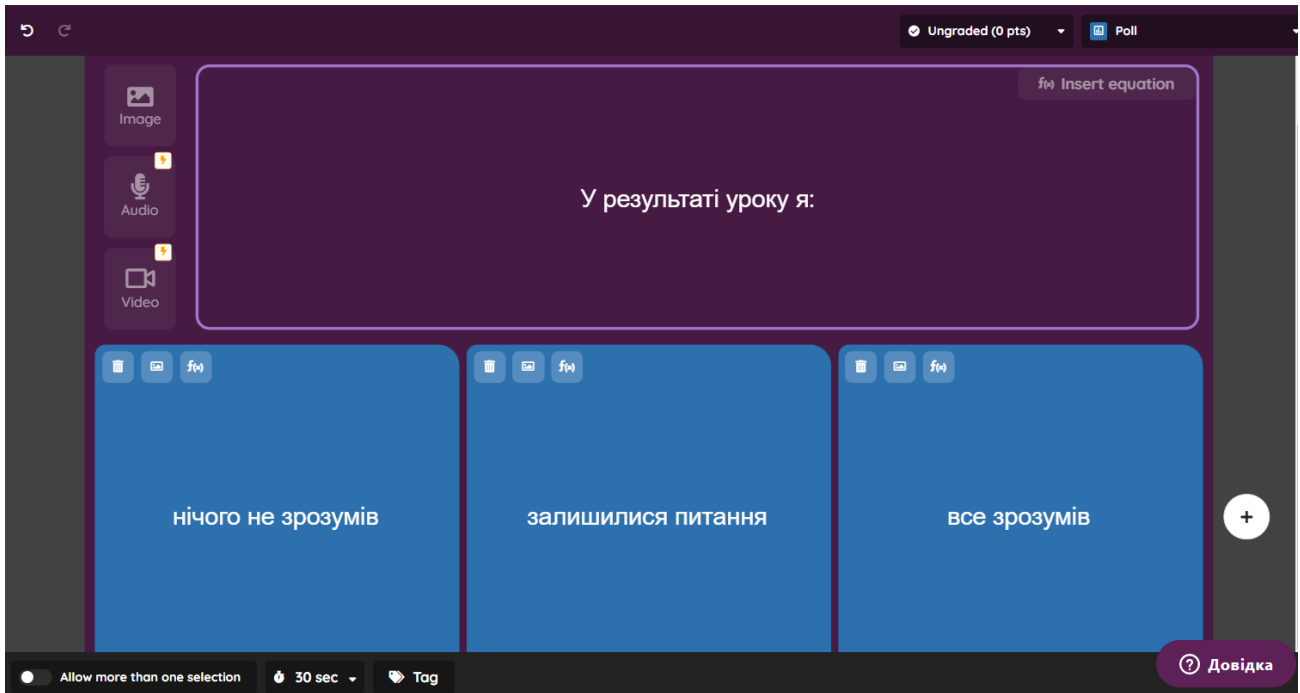 Ungraded (0 pts)
Poll
Image
f(x) Insert equation
Audio
У результаті уроку я:
Video
f(x)
f(x)
f(x)
нічого не зрозумів
залишилися питання
все зрозумів
+
Allow more than one selection
30 sec
Tag
? Довідка